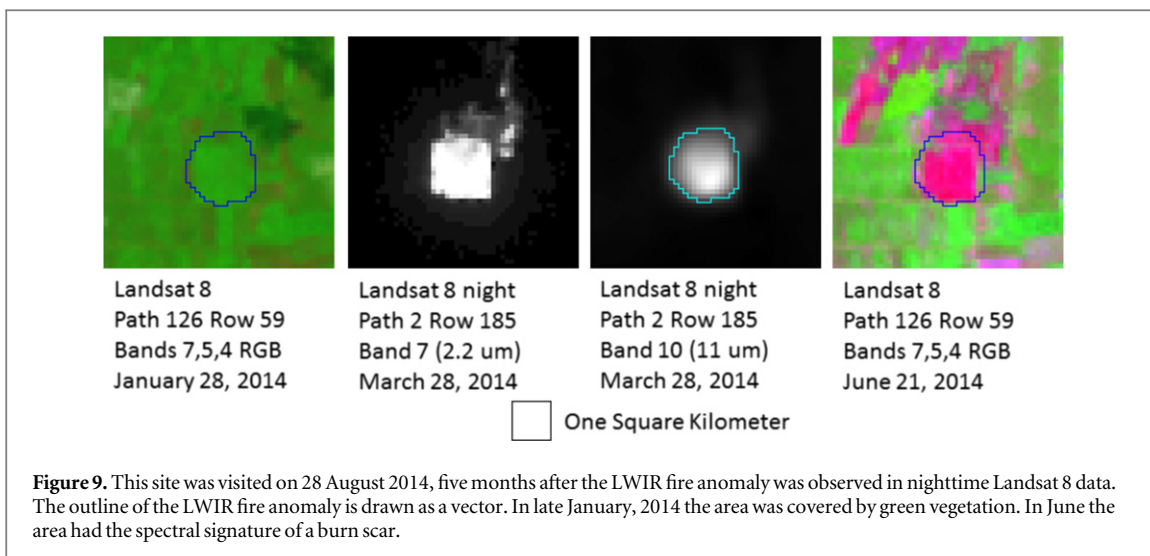 Landsat 8
Path 126 Row 59
Bands 7,5,4 RGB
January 28, 2014
Landsat 8 night
Path 2 Row 185
Band 7 (2.2 um)
March 28, 2014
Landsat 8 night
Path 2 Row 185
Band 10 (11 um)
March 28, 2014
Landsat 8
Path 126 Row 59
Bands 7,5,4 RGB
June 21, 2014
One Square Kilometer
Figure 9. This site was visited on 28 August 2014, five months after the LWIR fire anomaly was observed in nighttime Landsat 8 data.
The outline of the LWIR fire anomaly is drawn as a vector. In late January, 2014 the area was covered by green vegetation. In June the
area had the spectral signature of a burn scar.